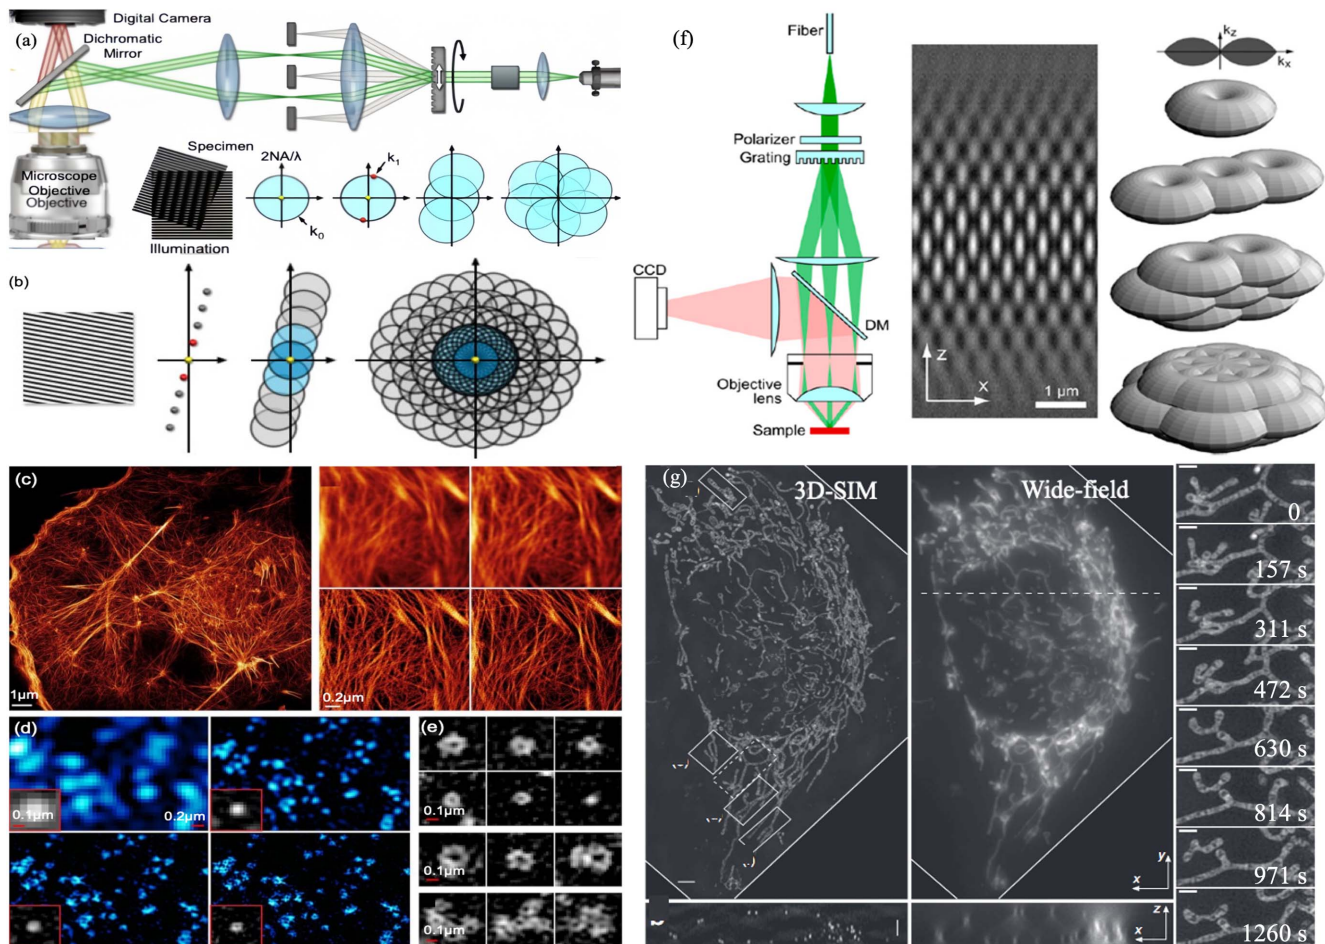 (a)
Digital Camera
Dichromatic
Mirror
Microscope
Objective
Objective
Specimen
Illumination
2NA/λ
k₀
k₁
(b)
(c)
1μm
0.2μm
(d)
0.1μm
0.2μm
(e)
0.1μm
0.1μm
0.1μm
(f)
Fiber
Polarizer
Grating
CCD
DM
Objective
lens
Sample
z
x
1 μm
kz
kx
(g)
3D-SIM
Wide-field
y
x
z
x
0
157 s
311 s
472 s
630 s
814 s
971 s
1260 s